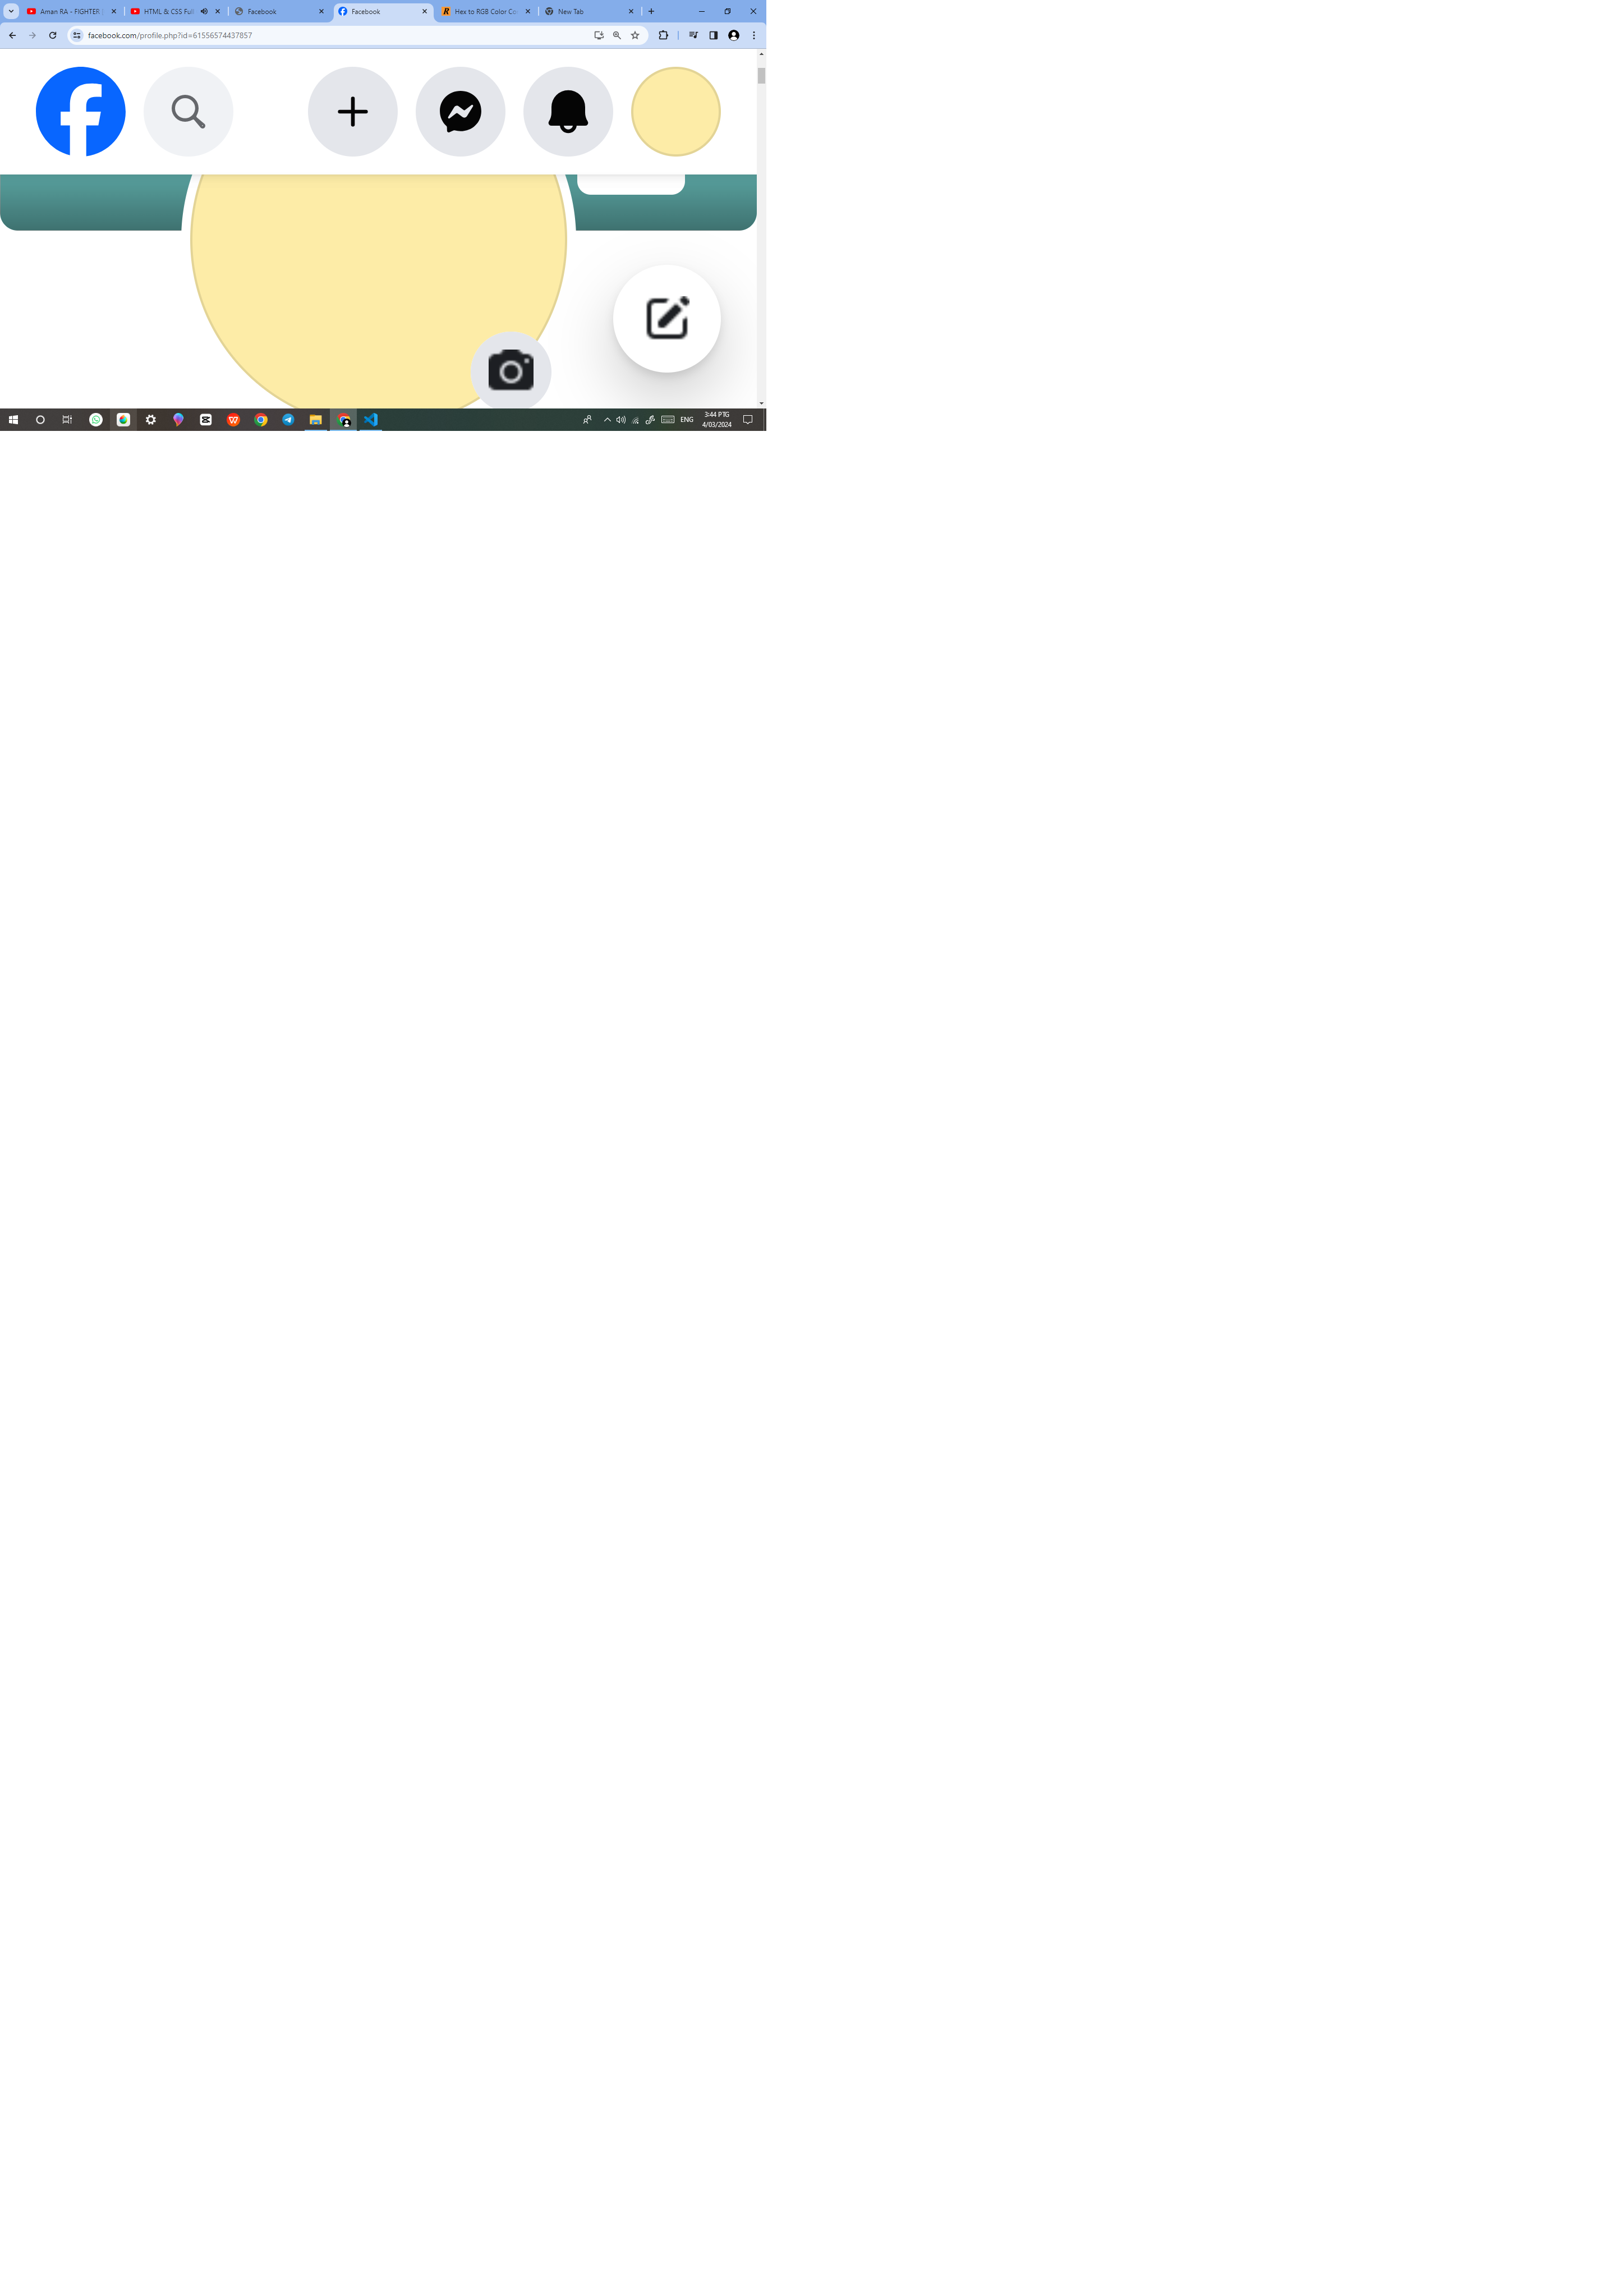 Aman RA - FIGHTER
HTML & CSS Full
Facebook
Facebook
Hex to RGB Color Co
New Tab
facebook.com/profile.php?id=61556574437857
ENG
3:44 PTG
4/03/2024